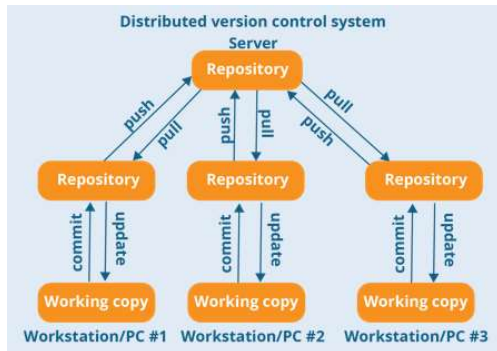 Distributed version control system
Server
Repository
push
pull
push
pull
push
pull
Repository
Repository
Repository
commit
update
commit
update
commit
update
Working copy
Working copy
Working copy
Workstation/PC #1
Workstation/PC #2
Workstation/PC #3